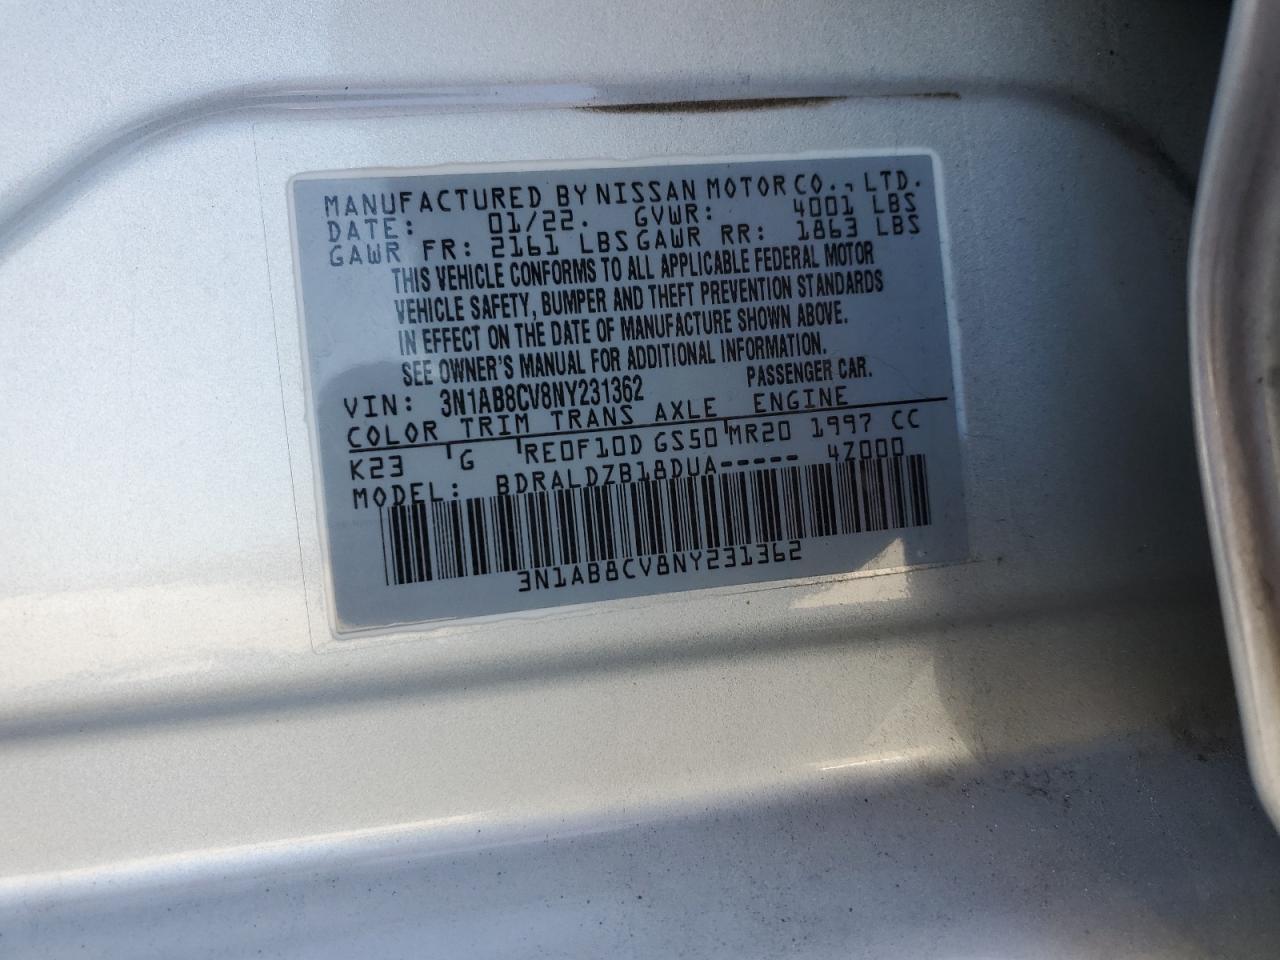 MANUFACTURED BY NISSAN MOTOR CO., LTD.
DATE: 01/22. GVWR: 4001 LBS
GAWR FR: 2161 LBS GAWR RR: 1863 LBS
THIS VEHICLE CONFORMS TO ALL APPLICABLE FEDERAL MOTOR
VEHICLE SAFETY, BUMPER AND THEFT PREVENTION STANDARDS
IN EFFECT ON THE DATE OF MANUFACTURE SHOWN ABOVE.
SEE OWNER'S MANUAL FOR ADDITIONAL INFORMATION.
VIN: 3N1AB8CV8NY231362 PASSENGER CAR.
COLOR TRIM TRANS AXLE ENGINE
K23 G RE0F10D GS50 MR20 1997 CC
MODEL: BDRALDZB18DUA----- 4Z000
3N1AB8CV8NY231362